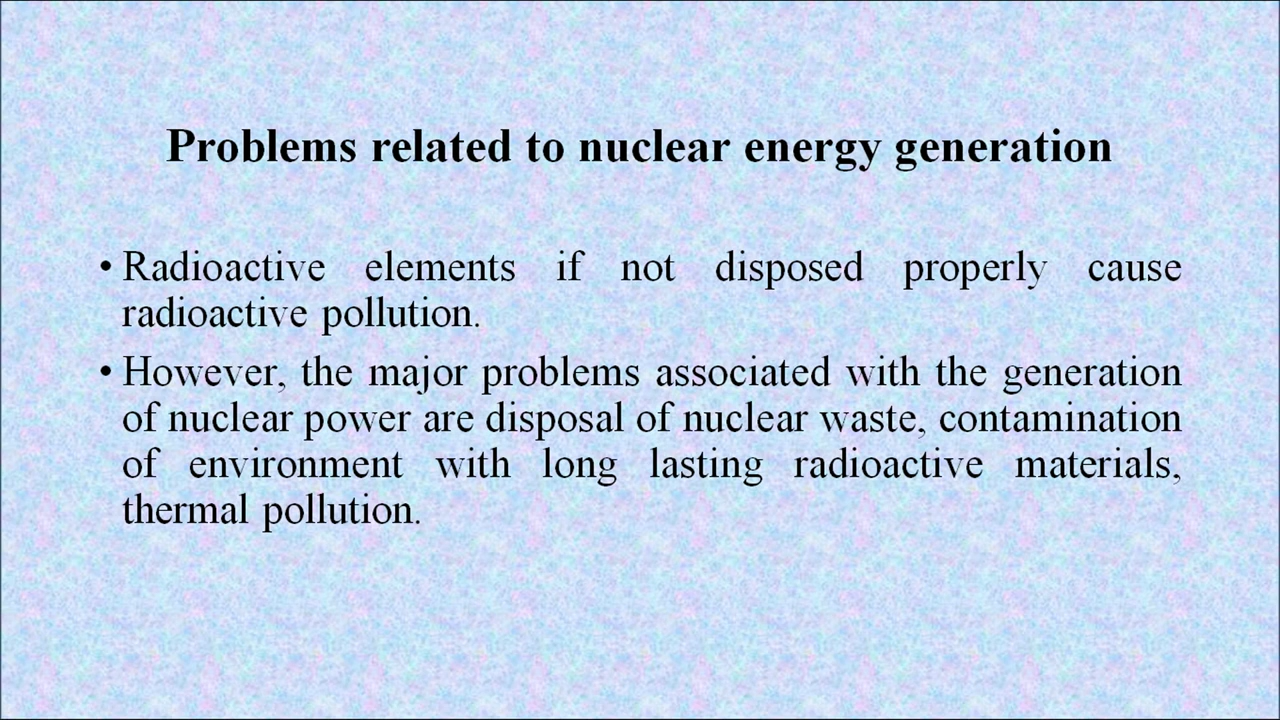 Problems related to nuclear energy generation
• Radioactive elements if not disposed properly cause
radioactive pollution.
• However, the major problems associated with the generation
of nuclear power are disposal of nuclear waste, contamination
of environment with long lasting radioactive materials,
thermal pollution.